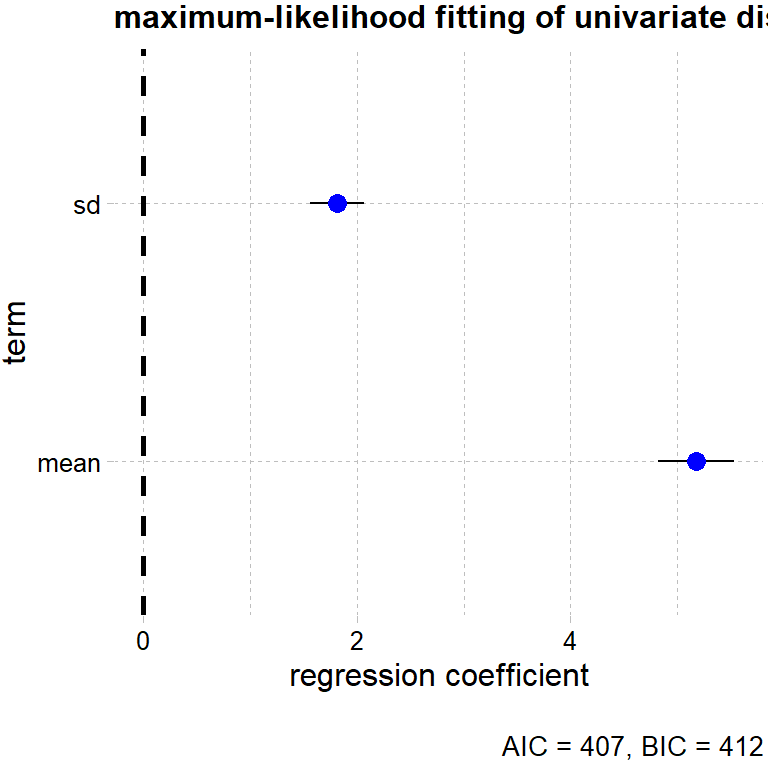 maximum-likelihood fitting of univariate dis
sd
term
mean
0 2 4
regression coefficient
AIC = 407, BIC = 412